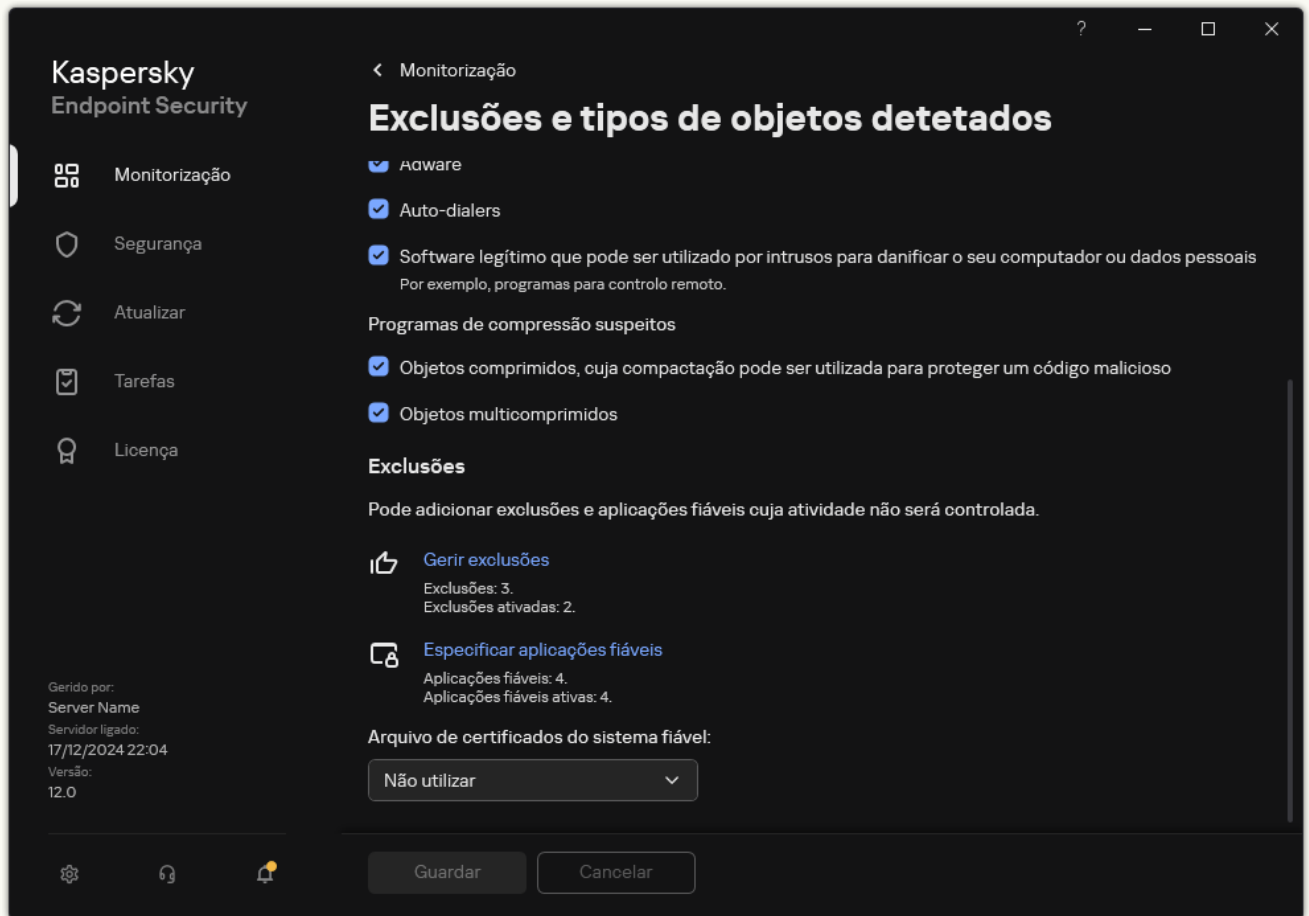 ?
Kaspersky
Endpoint Security
Monitorização
Segurança
Atualizar
Tarefas
Licença
Gerido por:
Server Name
Servidor ligado:
17/12/2024 22:04
Versão:
12.0
Monitorização
Exclusões e tipos de objetos detetados
Adware
Auto-dialers
Software legítimo que pode ser utilizado por intrusos para danificar o seu computador ou dados pessoais
Por exemplo, programas para controlo remoto.
Programas de compressão suspeitos
Objetos comprimidos, cuja compactação pode ser utilizada para proteger um código malicioso
Objetos multicomprimidos
Exclusões
Pode adicionar exclusões e aplicações fiáveis cuja atividade não será controlada.
Gerir exclusões
Exclusões: 3.
Exclusões ativadas: 2.
Especificar aplicações fiáveis
Aplicações fiáveis: 4.
Aplicações fiáveis ativas: 4.
Arquivo de certificados do sistema fiável:
Não utilizar
Guardar
Cancelar